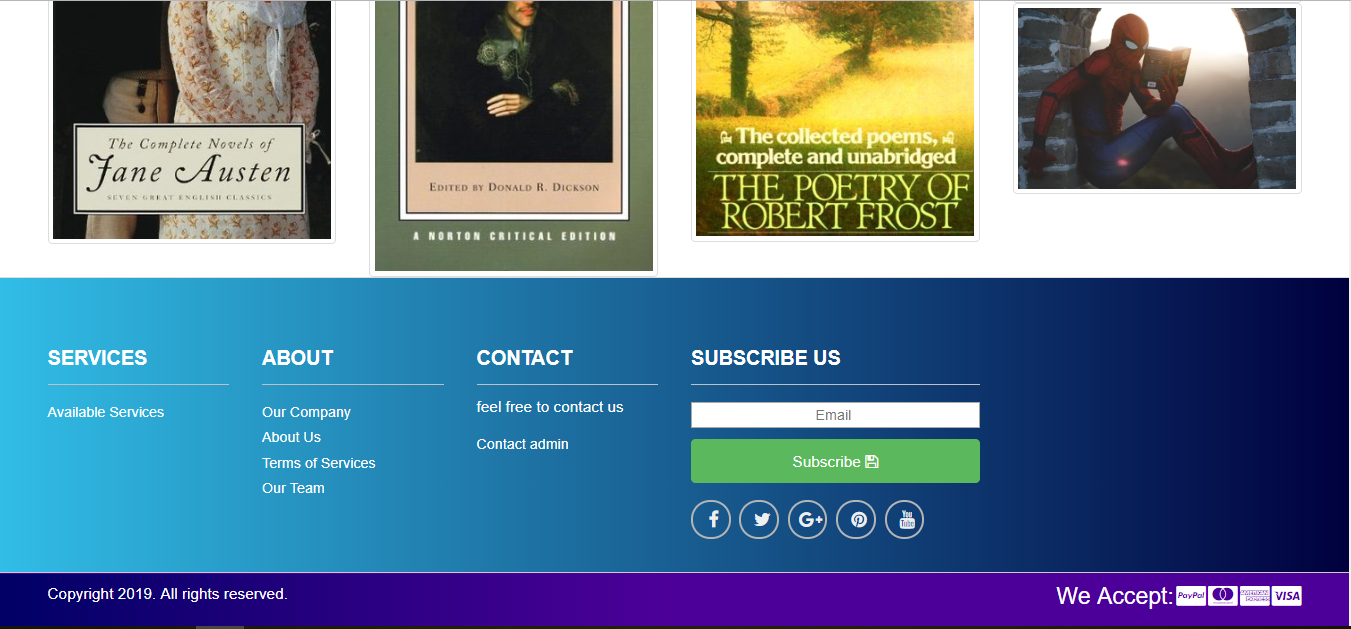 The Complete Novels of
Jane Austen
SEVEN GREAT ENGLISH CLASSICS
EDITED BY DONALD R. DICKSON
A NORTON CRITICAL EDITION
The collected poems,
complete and unabridged
THE POETRY OF
ROBERT FROST
SERVICES
Available Services
ABOUT
Our Company
About Us
Terms of Services
Our Team
CONTACT
feel free to contact us
Contact admin
SUBSCRIBE US
Email
Subscribe
You
Tube
Copyright 2019. All rights reserved.
We Accept: PayPal AMERICAN EXPRESS VISA